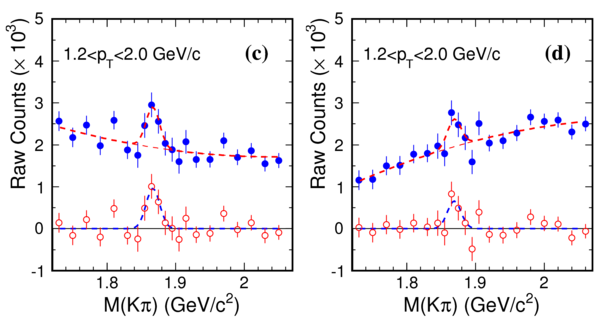 Raw Counts (× 10³)
5
4
3
2
1
0
-1
1.2<p_T<2.0 GeV/c (c)
1.8 1.9 2
M(Kπ) (GeV/c²)
Raw Counts (× 10³)
5
4
3
2
1
0
-1
1.2<p_T<2.0 GeV/c (d)
1.8 1.9 2
M(Kπ) (GeV/c²)